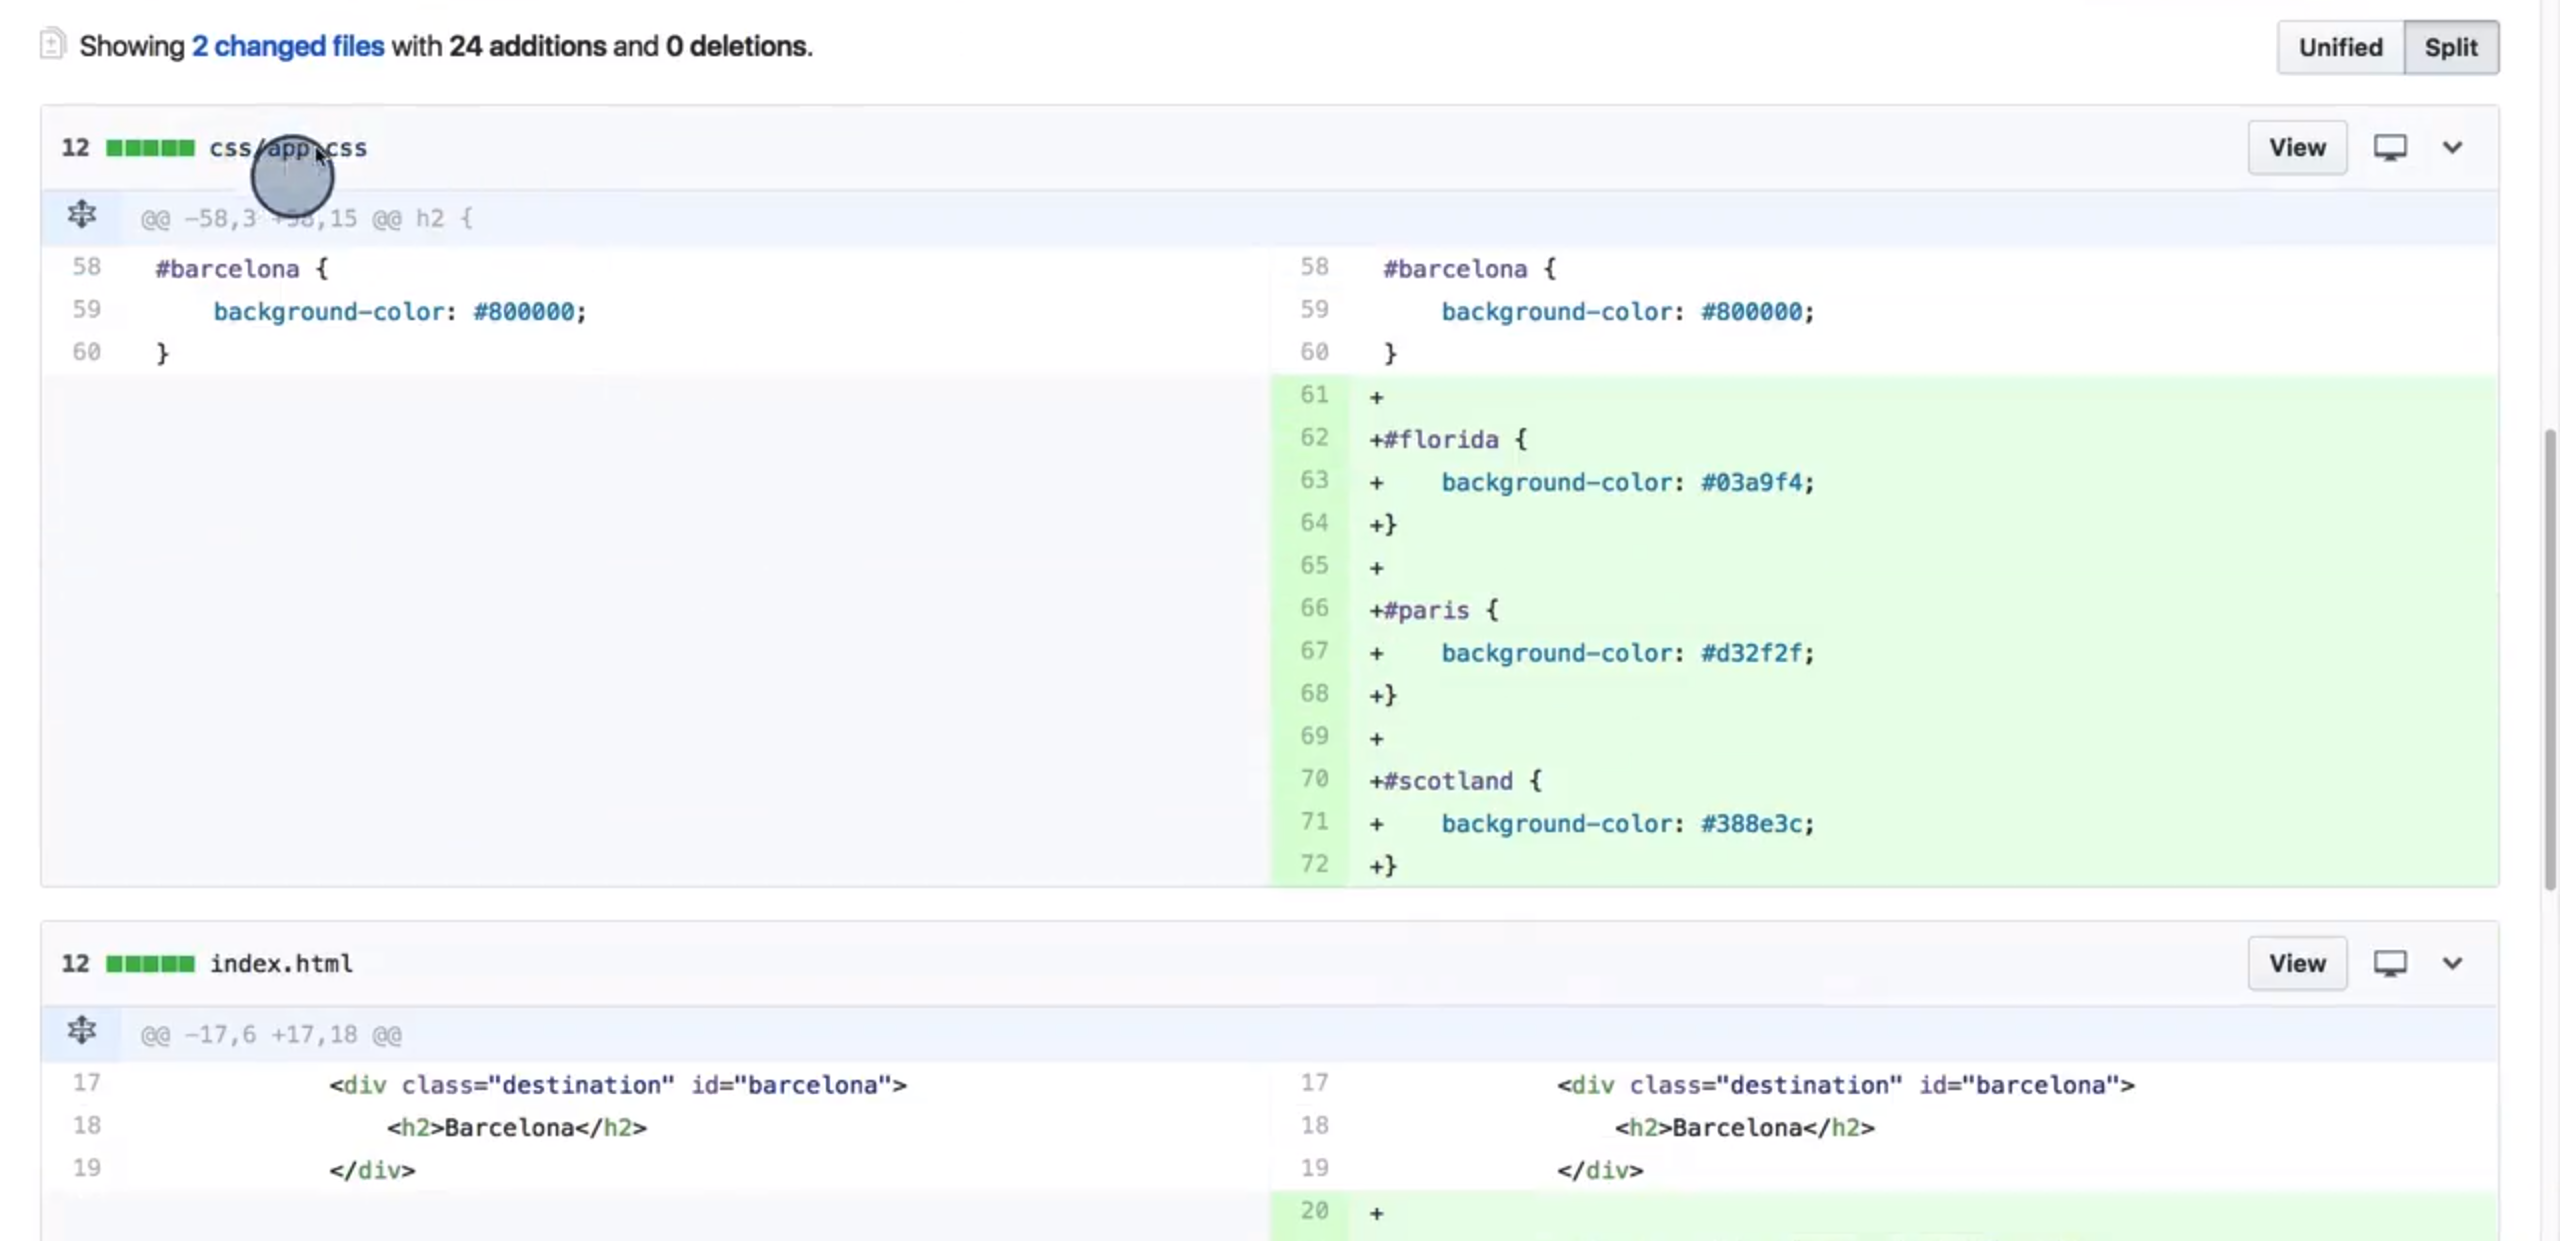 Showing 2 changed files with 24 additions and 0 deletions.
Unified Split
12 css/app.css
View
@@ -58,3 +58,15 @@ h2 {
58 #barcelona {
59 background-color: #800000;
60 }
58 #barcelona {
59 background-color: #800000;
60 }
61 +
62 +#florida {
63 + background-color: #03a9f4;
64 +}
65 +
66 +#paris {
67 + background-color: #d32f2f;
68 +}
69 +
70 +#scotland {
71 + background-color: #388e3c;
72 +}
12 index.html
View
@@ -17,6 +17,18 @@
17 <div class="destination" id="barcelona">
18 <h2>Barcelona</h2>
19 </div>
17 <div class="destination" id="barcelona">
18 <h2>Barcelona</h2>
19 </div>
20 +